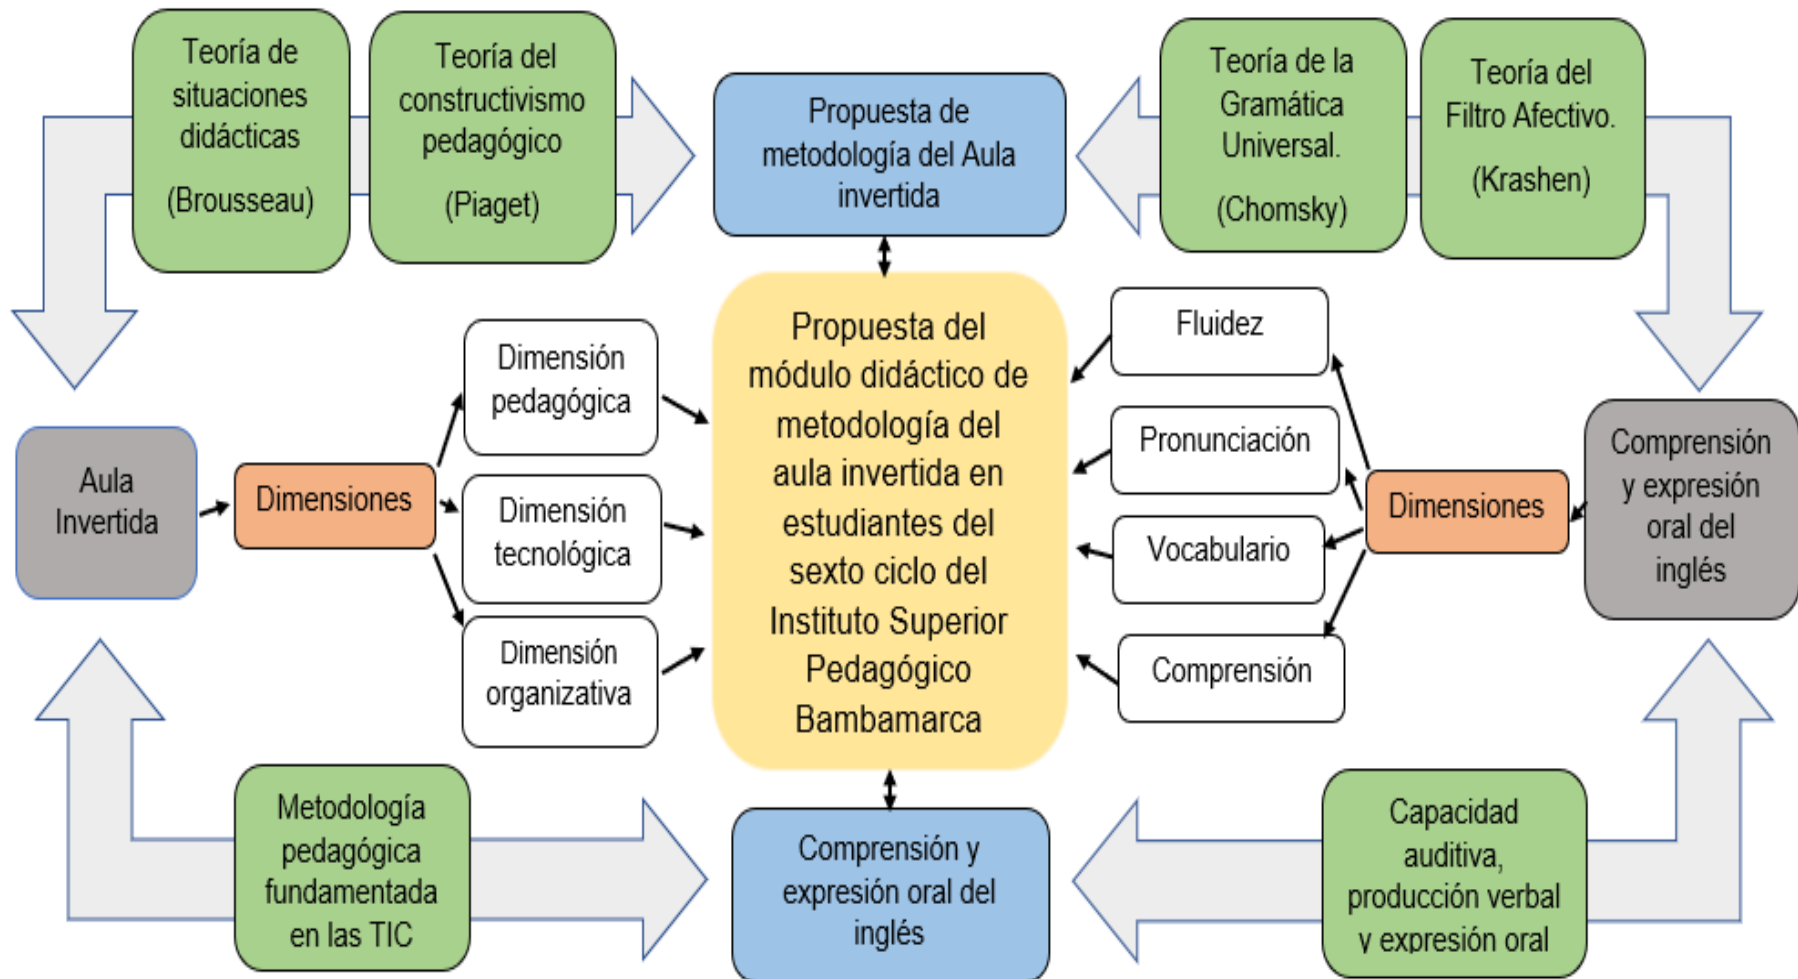 Teoría de
situaciones
didácticas
(Brousseau)
Teoría del
constructivismo
pedagógico
(Piaget)
Propuesta de
metodología del Aula
invertida
Teoría de la
Gramática
Universal.
(Chomsky)
Teoría del
Filtro Afectivo.
(Krashen)
Aula
Invertida
Dimensiones
Dimensión
pedagógica
Dimensión
tecnológica
Dimensión
organizativa
Propuesta del
módulo didáctico de
metodología del
aula invertida en
estudiantes del
sexto ciclo del
Instituto Superior
Pedagógico
Bambamarca
Fluidez
Pronunciación
Vocabulario
Comprensión
Dimensiones
Comprensión
y expresión
oral del
inglés
Metodología
pedagógica
fundamentada
en las TIC
Comprensión y
expresión oral del
inglés
Capacidad
auditiva,
producción verbal
y expresión oral